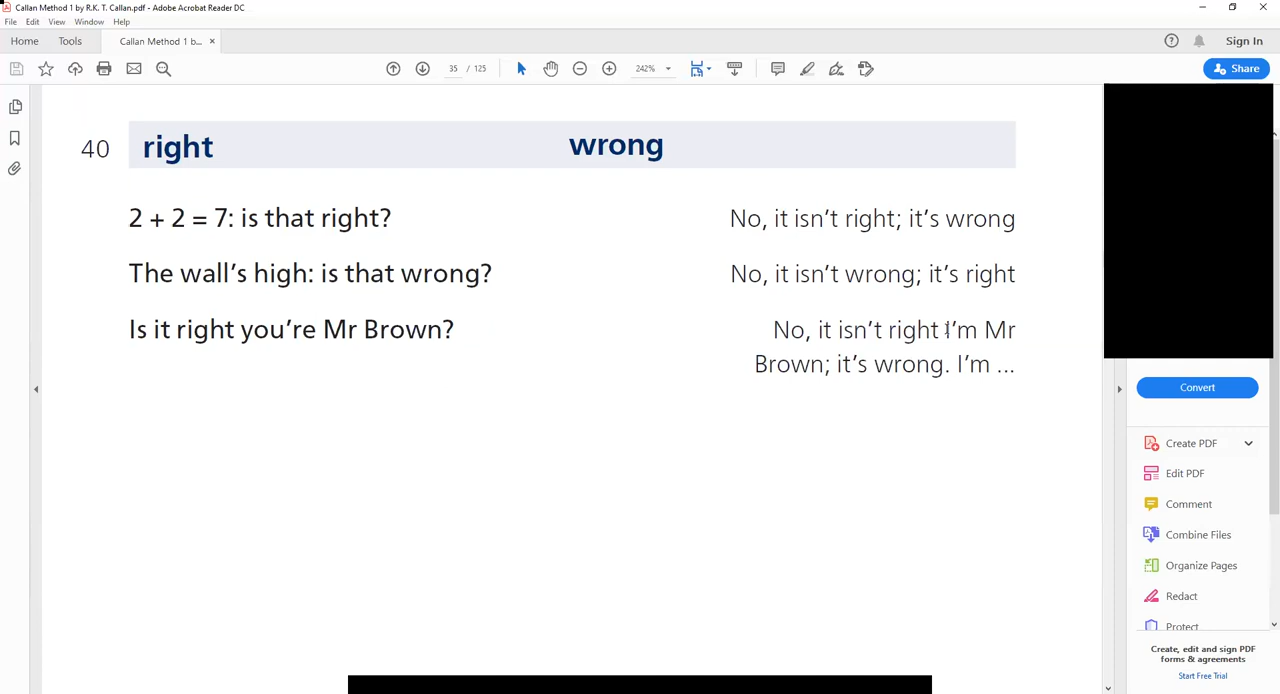 Callan Method 1 by R.K. T. Callan.pdf - Adobe Acrobat Reader DC
File Edit View Window Help
Home Tools Callan Method 1 b... × Sign In
35 / 125 242% Share
40 right wrong
2 + 2 = 7: is that right? No, it isn't right; it's wrong
The wall's high: is that wrong? No, it isn't wrong; it's right
Is it right you're Mr Brown? No, it isn't right I'm Mr
Brown; it's wrong. I'm ...
Convert
Create PDF
Edit PDF
Comment
Combine Files
Organize Pages
Redact
Protect
Create, edit and sign PDF
forms & agreements
Start Free Trial